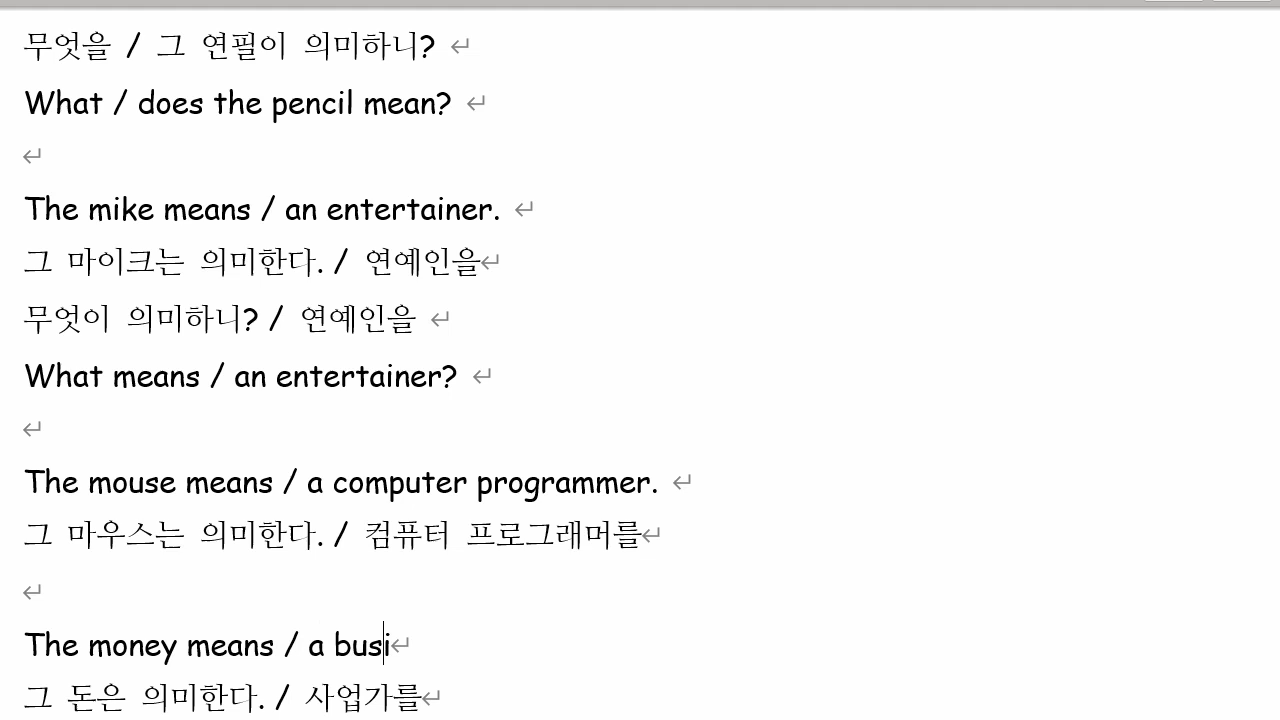 무엇을 / 그 연필이 의미하니?
What / does the pencil mean?
The mike means / an entertainer.
그 마이크는 의미한다. / 연예인을
무엇이 의미하니? / 연예인을
What means / an entertainer?
The mouse means / a computer programmer.
그 마우스는 의미한다. / 컴퓨터 프로그래머를
The money means / a busi
그 돈은 의미한다. / 사업가를